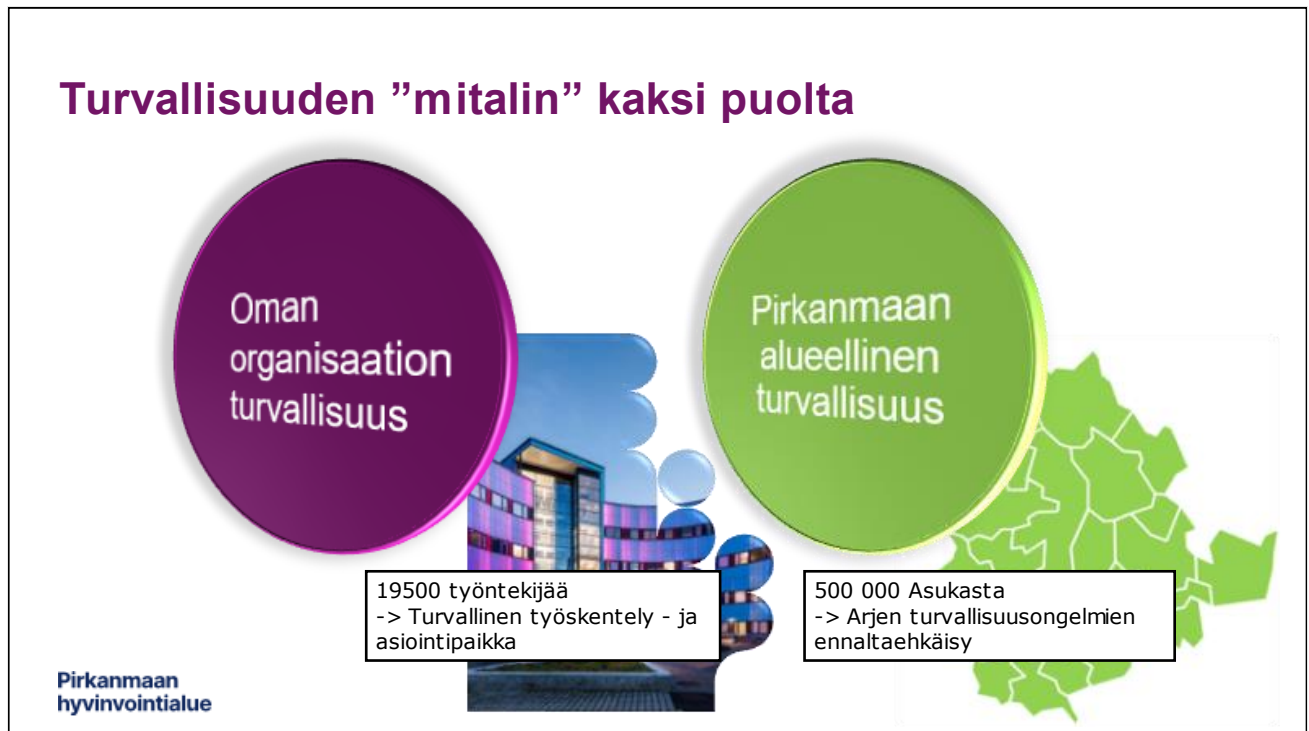 Turvallisuuden ”mitalin” kaksi puolta
Oman
organisaation
turvallisuus
Pirkanmaan
alueellinen
turvallisuus
19500 työntekijää
-> Turvallinen työskentely - ja
asiointipaikka
500 000 Asukasta
-> Arjen turvallisuusongelmien
ennaltaehkäisy
Pirkanmaan
hyvinvointialue